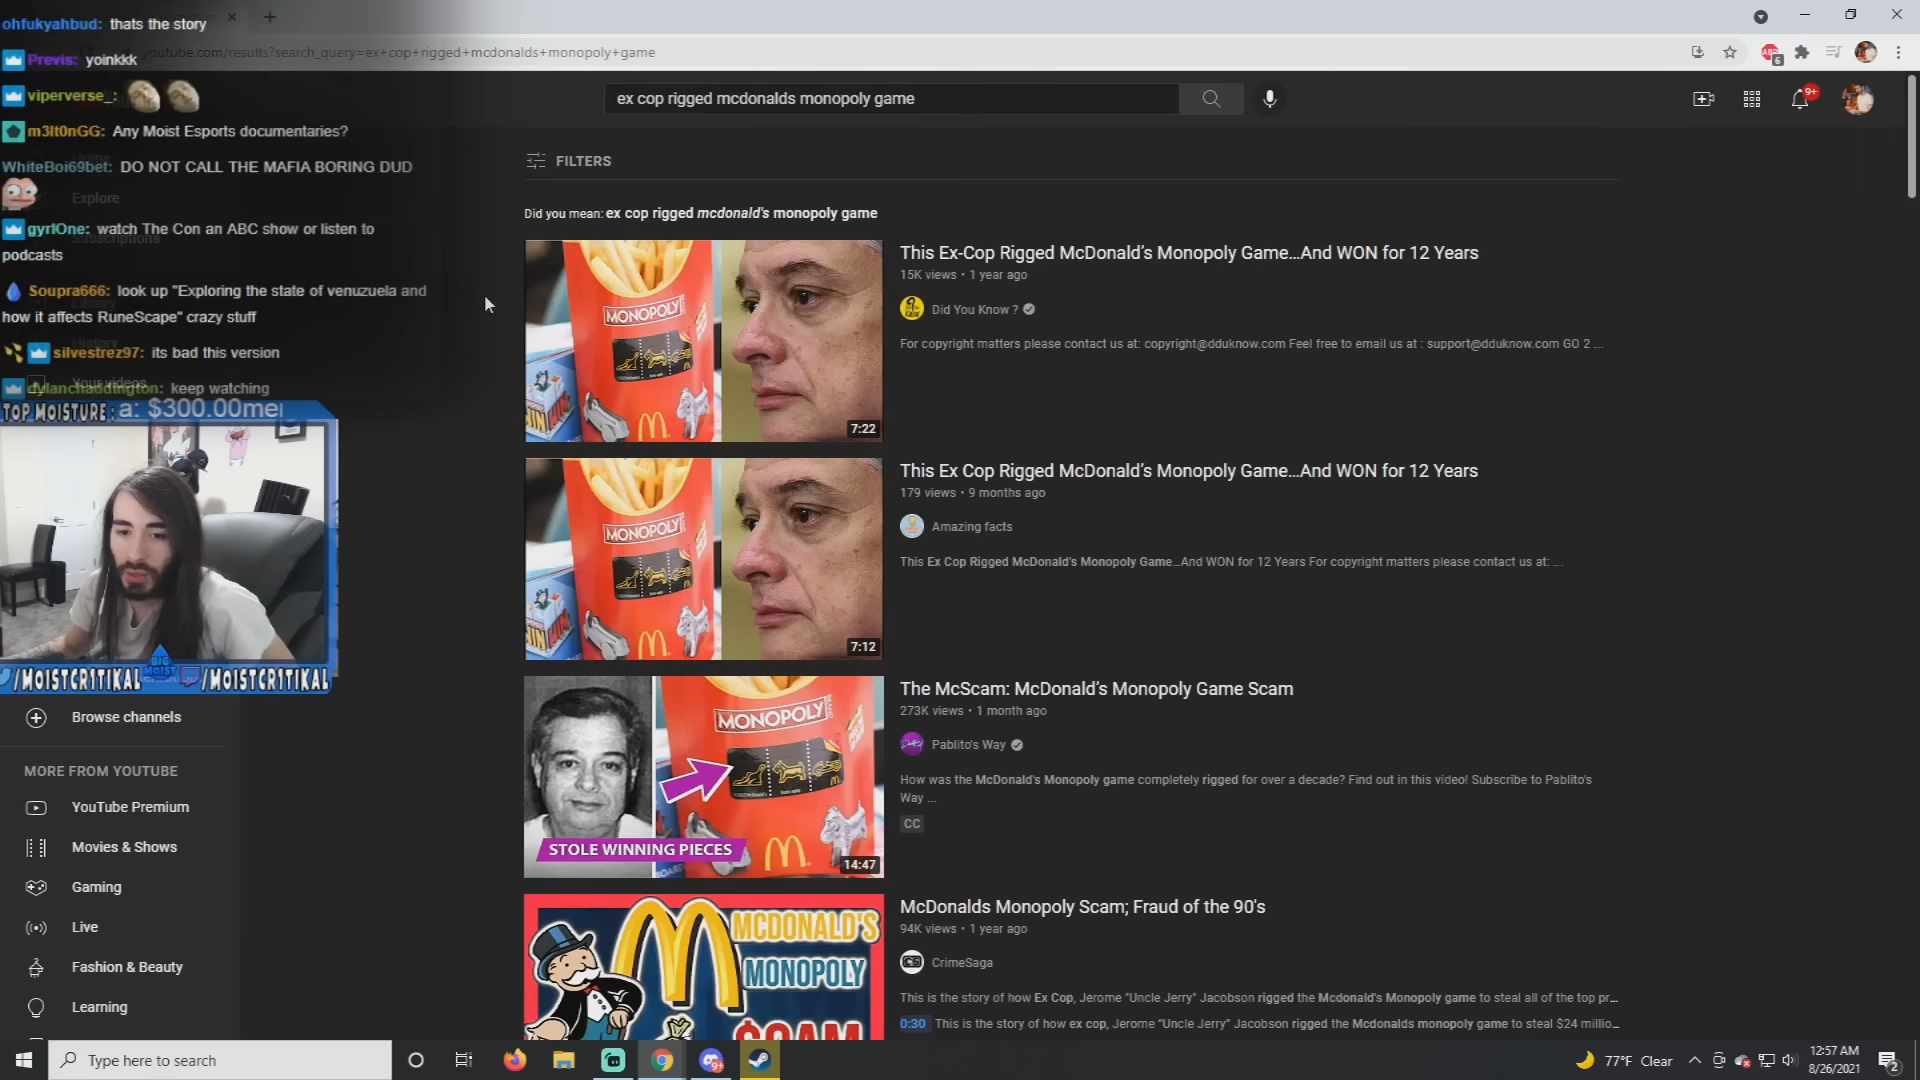 ohfukyahbud: thats the story
youtube.com/results?search_query=ex+cop+rigged+mcdonalds+monopoly+game
Previs: yoinkkk
viperverse_:
ex cop rigged mcdonalds monopoly game
9+
m3lt0nGG: Any Moist Esports documentaries?
WhiteBoi69bet: DO NOT CALL THE MAFIA BORING DUD
Explore
gyrlOne: watch The Con an ABC show or listen to
podcasts
Subscriptions
Soupra666: look up "Exploring the state of venuzuela and
how it affects RuneScape" crazy stuff
History
silvestrez97: its bad this version
Your videos
dylanchaddington: keep watching
TOP MOISTURE: a: $300.00
/MOISTCR1TIKAL
BIG
MOIST
/MOISTCR1TIKAL
Browse channels
MORE FROM YOUTUBE
YouTube Premium
Movies & Shows
Gaming
Live
Fashion & Beauty
Learning
FILTERS
Did you mean: ex cop rigged mcdonald's monopoly game
MONOPOLY
7:22
This Ex-Cop Rigged McDonald's Monopoly Game...And WON for 12 Years
15K views • 1 year ago
Did You Know ?
For copyright matters please contact us at: copyright@dduknow.com Feel free to email us at : support@dduknow.com GO 2 ...
MONOPOLY
7:12
This Ex Cop Rigged McDonald's Monopoly Game...And WON for 12 Years
179 views • 9 months ago
Amazing facts
This Ex Cop Rigged McDonald's Monopoly Game...And WON for 12 Years For copyright matters please contact us at: ...
MONOPOLY
STOLE WINNING PIECES
14:47
The McScam: McDonald's Monopoly Game Scam
273K views • 1 month ago
Pablito's Way
How was the McDonald's Monopoly game completely rigged for over a decade? Find out in this video! Subscribe to Pablito's
Way ...
CC
MCDONALD'S
MONOPOLY
SCAM
McDonalds Monopoly Scam; Fraud of the 90's
94K views • 1 year ago
CrimeSaga
This is the story of how Ex Cop, Jerome "Uncle Jerry" Jacobson rigged the Mcdonald's Monopoly game to steal all of the top pr...
0:30 This is the story of how ex cop, Jerome "Uncle Jerry" Jacobson rigged the Mcdonalds monopoly game to steal $24 millio...
Type here to search
9+
77°F Clear
12:57 AM
8/26/2021
2